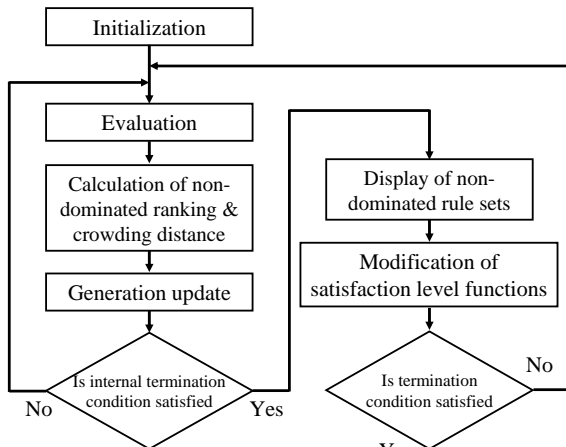 Initialization
Evaluation
Calculation of non-
dominated ranking &
crowding distance
Generation update
Is internal termination
condition satisfied
No
Yes
Display of non-
dominated rule sets
Modification of
satisfaction level functions
Is termination
condition satisfied
No